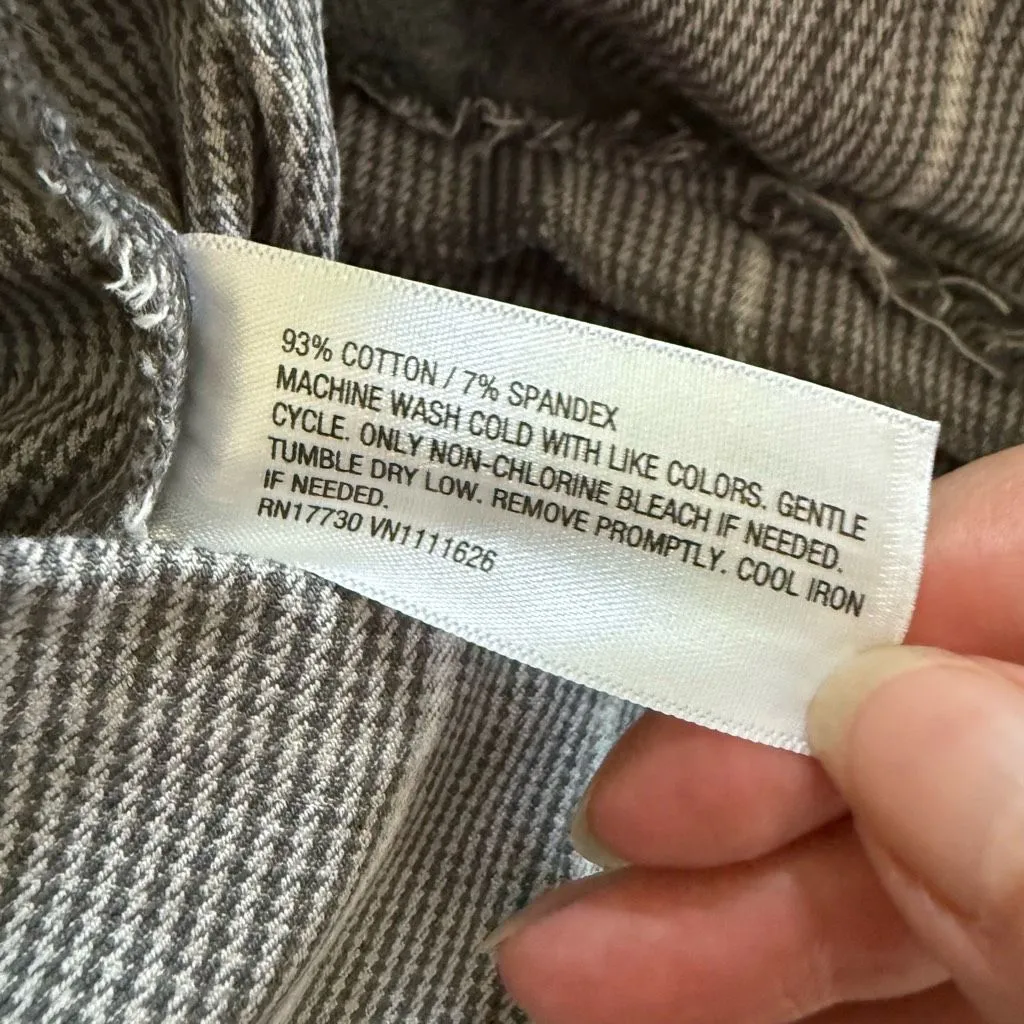 93% COTTON / 7% SPANDEX
MACHINE WASH COLD WITH LIKE COLORS. GENTLE
CYCLE. ONLY NON-CHLORINE BLEACH IF NEEDED.
TUMBLE DRY LOW. REMOVE PROMPTLY. COOL IRON
IF NEEDED.
RN17730 VN1111626